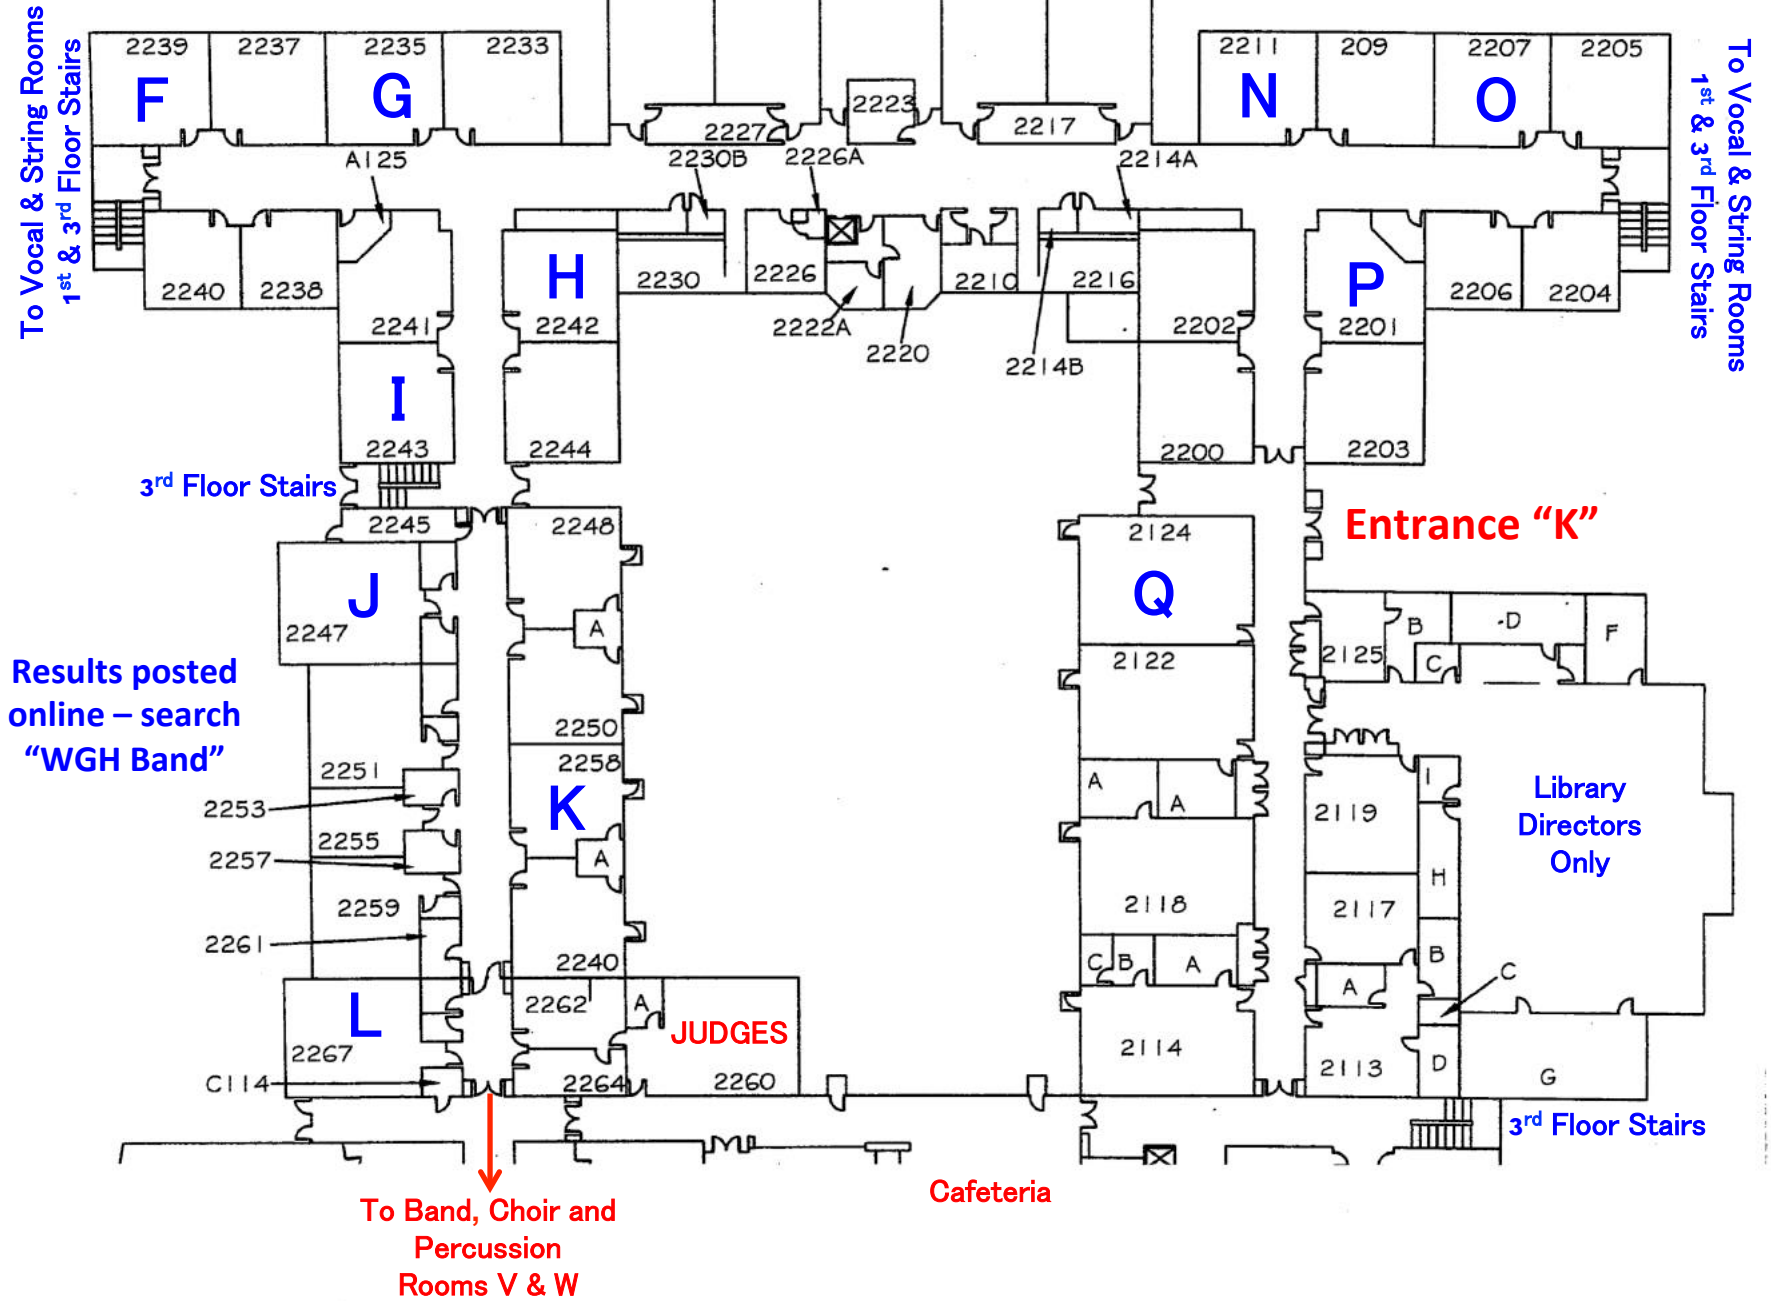 To Vocal & String Rooms
1st & 3rd Floor Stairs
2239
2237
2235
2233
F
G
2227
2223
2217
2211
209
2207
2205
N
O
To Vocal & String Rooms
1st & 3rd Floor Stairs
A125
2230B
2226A
2214A
2240
2238
2241
H
2242
2230
2226
2222A
2220
2210
2216
2214B
2202
P
2201
2206
2204
I
2243
2244
2200
2203
3rd Floor Stairs
2245
2248
2124
Entrance “K”
J
2247
A
Q
2122
2125
B
C
D
F
Results posted
online – search
“WGH Band”
2250
2251
2253
2255
2257
2258
K
A
A
A
2119
I
Library
Directors
Only
2259
2261
2240
2118
H
2117
C
B
A
B
C
A
L
2267
C114
2262
A
JUDGES
2264
2260
2114
2113
D
G
3rd Floor Stairs
To Band, Choir and
Percussion
Rooms V & W
Cafeteria